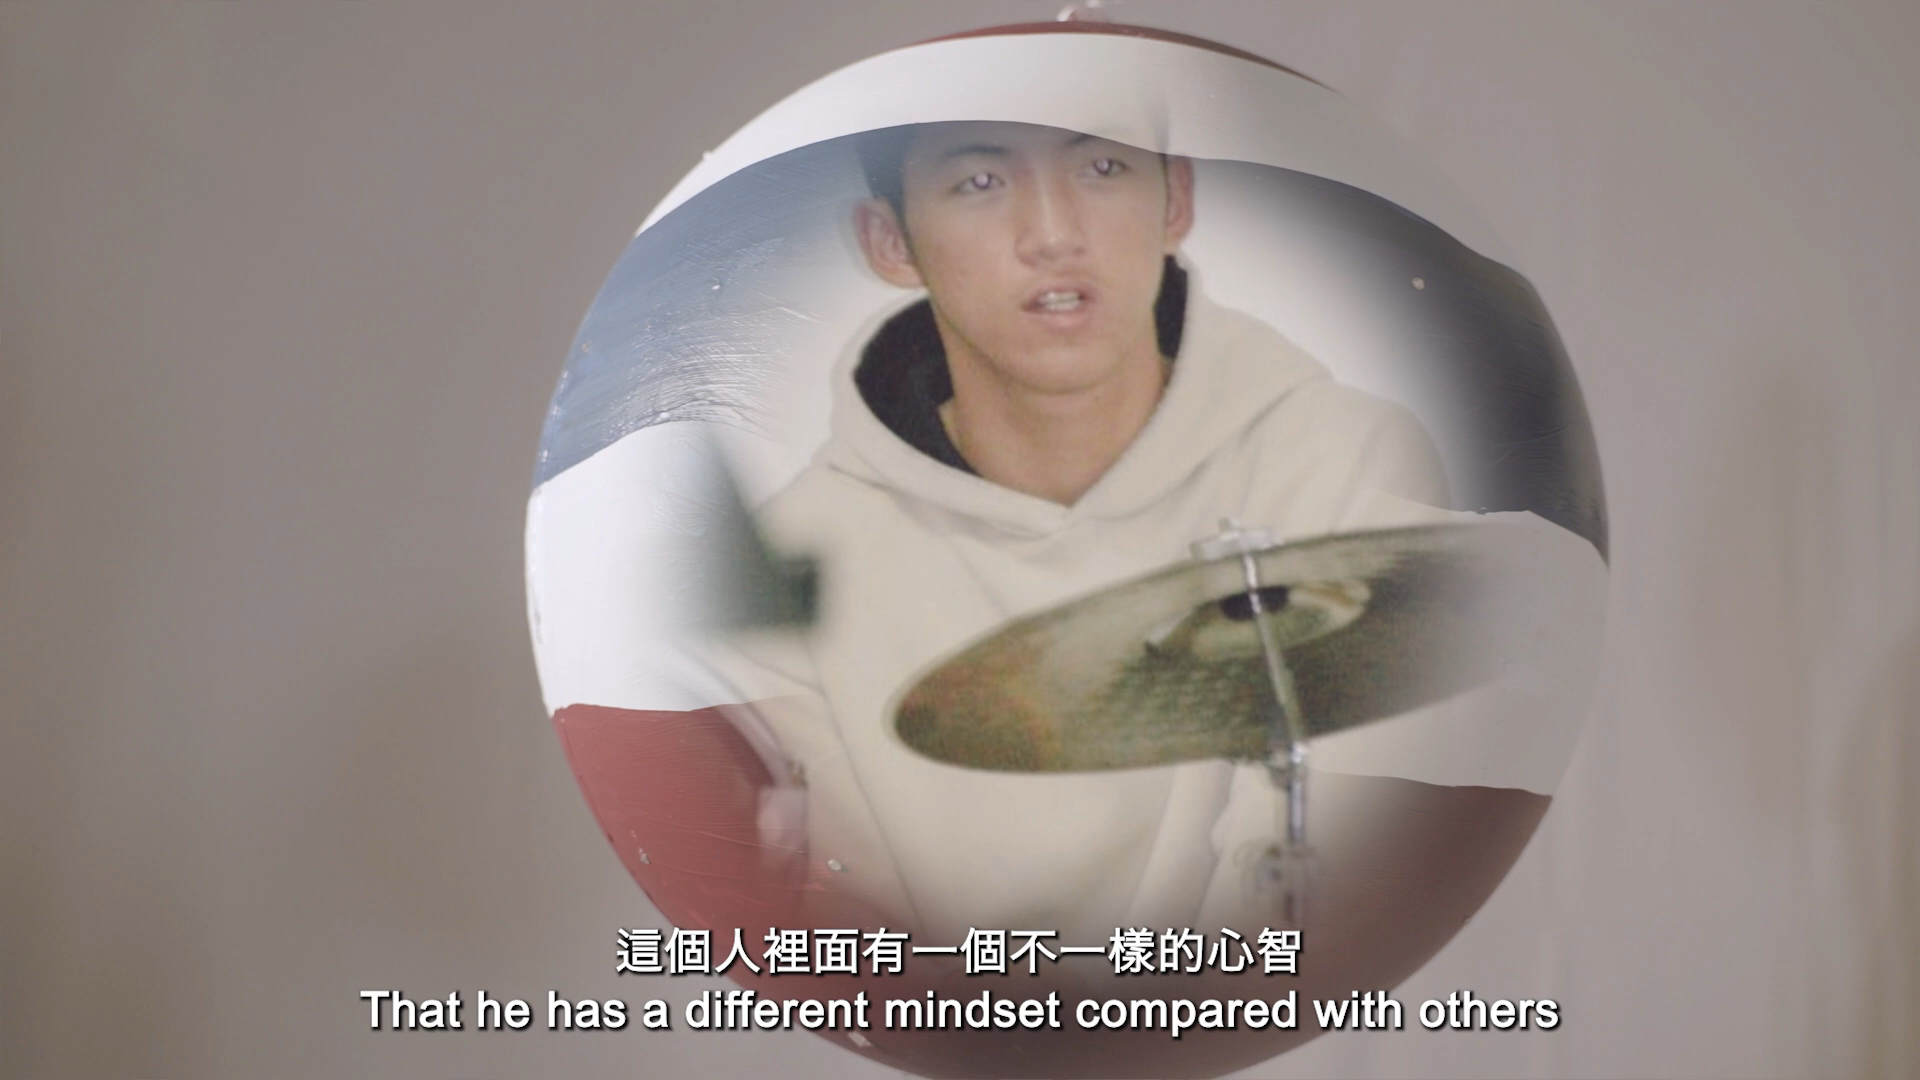 這個人裡面有一個不一樣的心智
That he has a different mindset compared with others